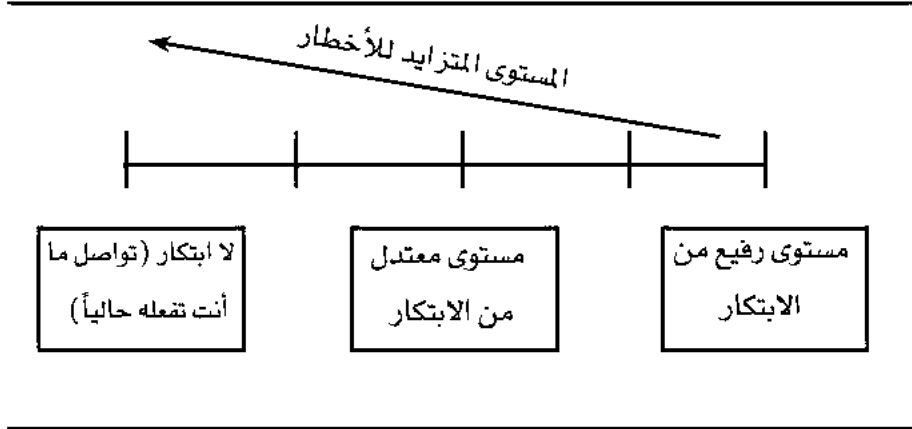 المستوى المتزايد للأخطار
مستوى رفيع من
الابتكار
مستوى معتدل
من الابتكار
لا ابتكار (تواصل ما
أنت تفعله حالياً)